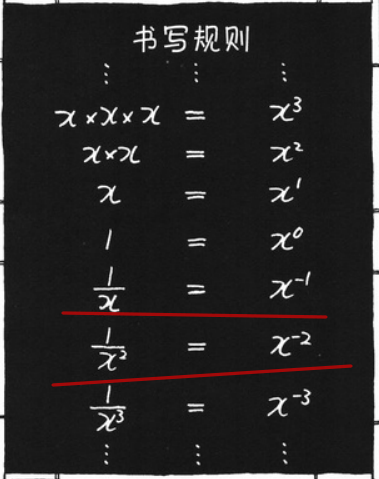 书写规则
⋮ ⋮ ⋮
x×x×x = x³
x×x = x²
x = x¹
1 = x⁰
1/x = x⁻¹
1/x² = x⁻²
1/x³ = x⁻³
⋮ ⋮ ⋮